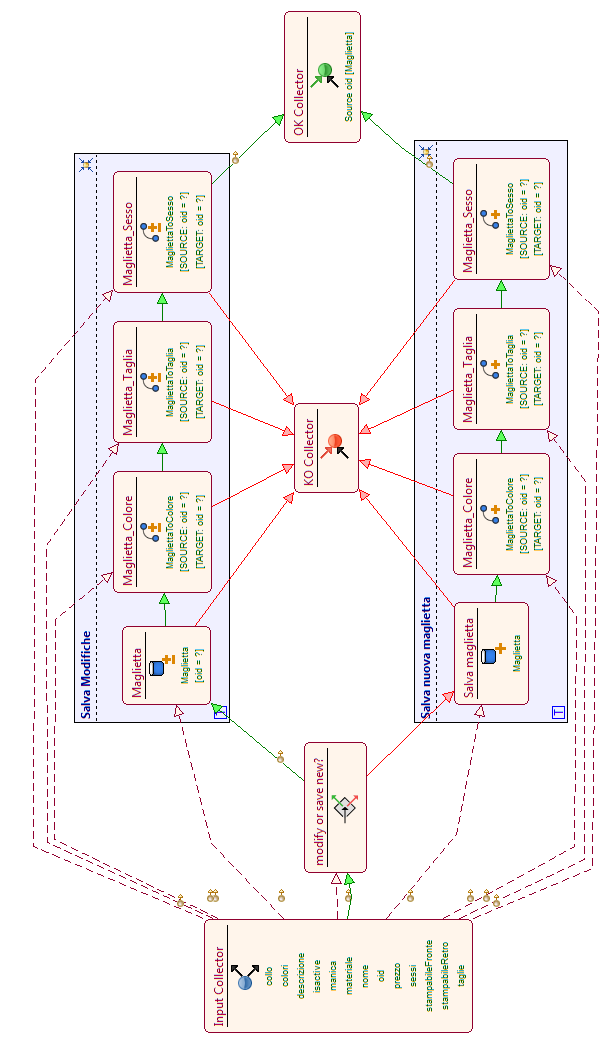 Input Collector
collo
colori
descrizione
isactive
manica
materiale
nome
oid
prezzo
sessi
stampabileFronte
stampabileRetro
taglie
modify or save new?
Salva Modifiche
Maglietta
Maglietta
[oid = ?]
Maglietta_Colore
MagliettaToColore
[SOURCE: oid = ?]
[TARGET: oid = ?]
Maglietta_Taglia
MagliettaToTaglia
[SOURCE: oid = ?]
[TARGET: oid = ?]
Maglietta_Sesso
MagliettaToSesso
[SOURCE: oid = ?]
[TARGET: oid = ?]
T
OK Collector
Source oid [Maglietta]
KO Collector
Salva nuova maglietta
Salva maglietta
Maglietta
Maglietta_Colore
MagliettaToColore
[SOURCE: oid = ?]
[TARGET: oid = ?]
Maglietta_Taglia
MagliettaToTaglia
[SOURCE: oid = ?]
[TARGET: oid = ?]
Maglietta_Sesso
MagliettaToSesso
[SOURCE: oid = ?]
[TARGET: oid = ?]
T